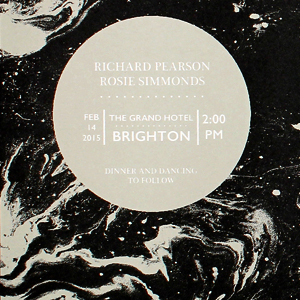 RICHARD PEARSON
ROSIE SIMMONDS
FEB
14
2015
THE GRAND HOTEL
BRIGHTON
2:00
PM
DINNER AND DANCING
TO FOLLOW